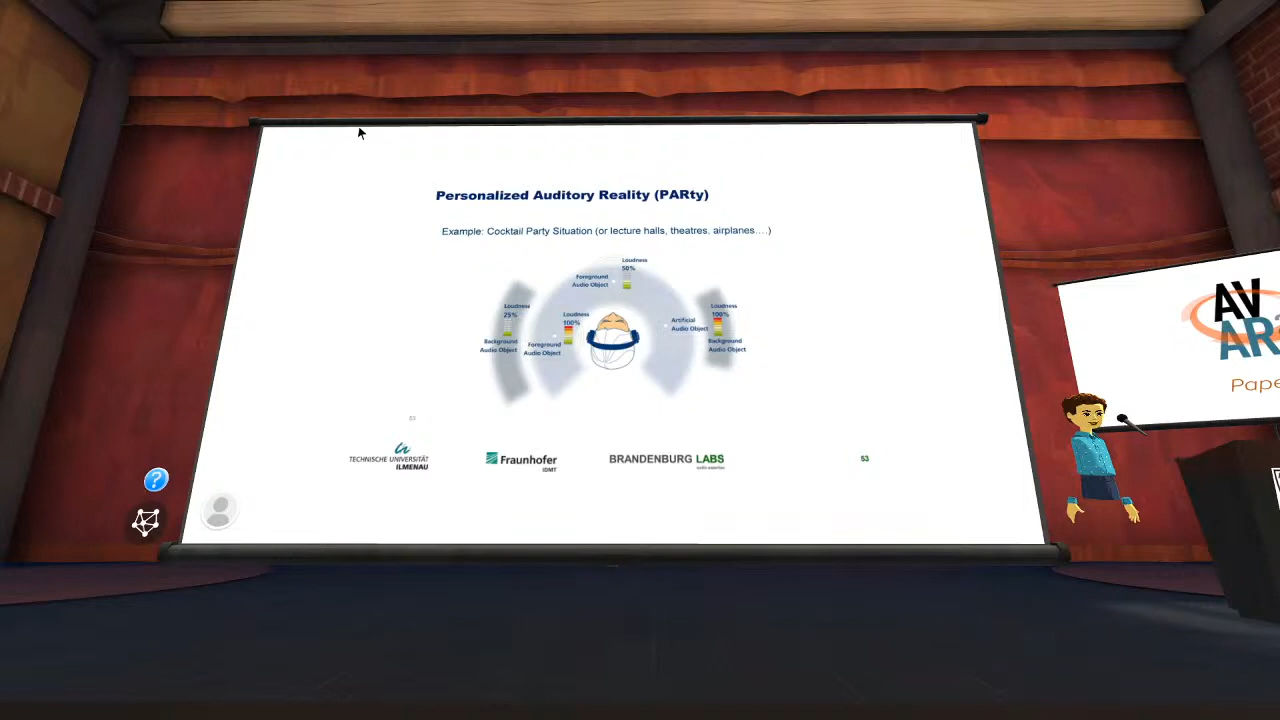 Personalized Auditory Reality (PARty)
Example: Cocktail Party Situation (or lecture halls, theatres, airplanes....)
Loudness
50%
Foreground
Audio Object
Loudness
25%
Background
Audio Object
Loudness
100%
Foreground
Audio Object
Artificial
Audio Object
Loudness
100%
Background
Audio Object
53
TECHNISCHE UNIVERSITÄT
ILMENAU
Fraunhofer
IDMT
BRANDENBURG LABS
53
?
AV
AR
Pape